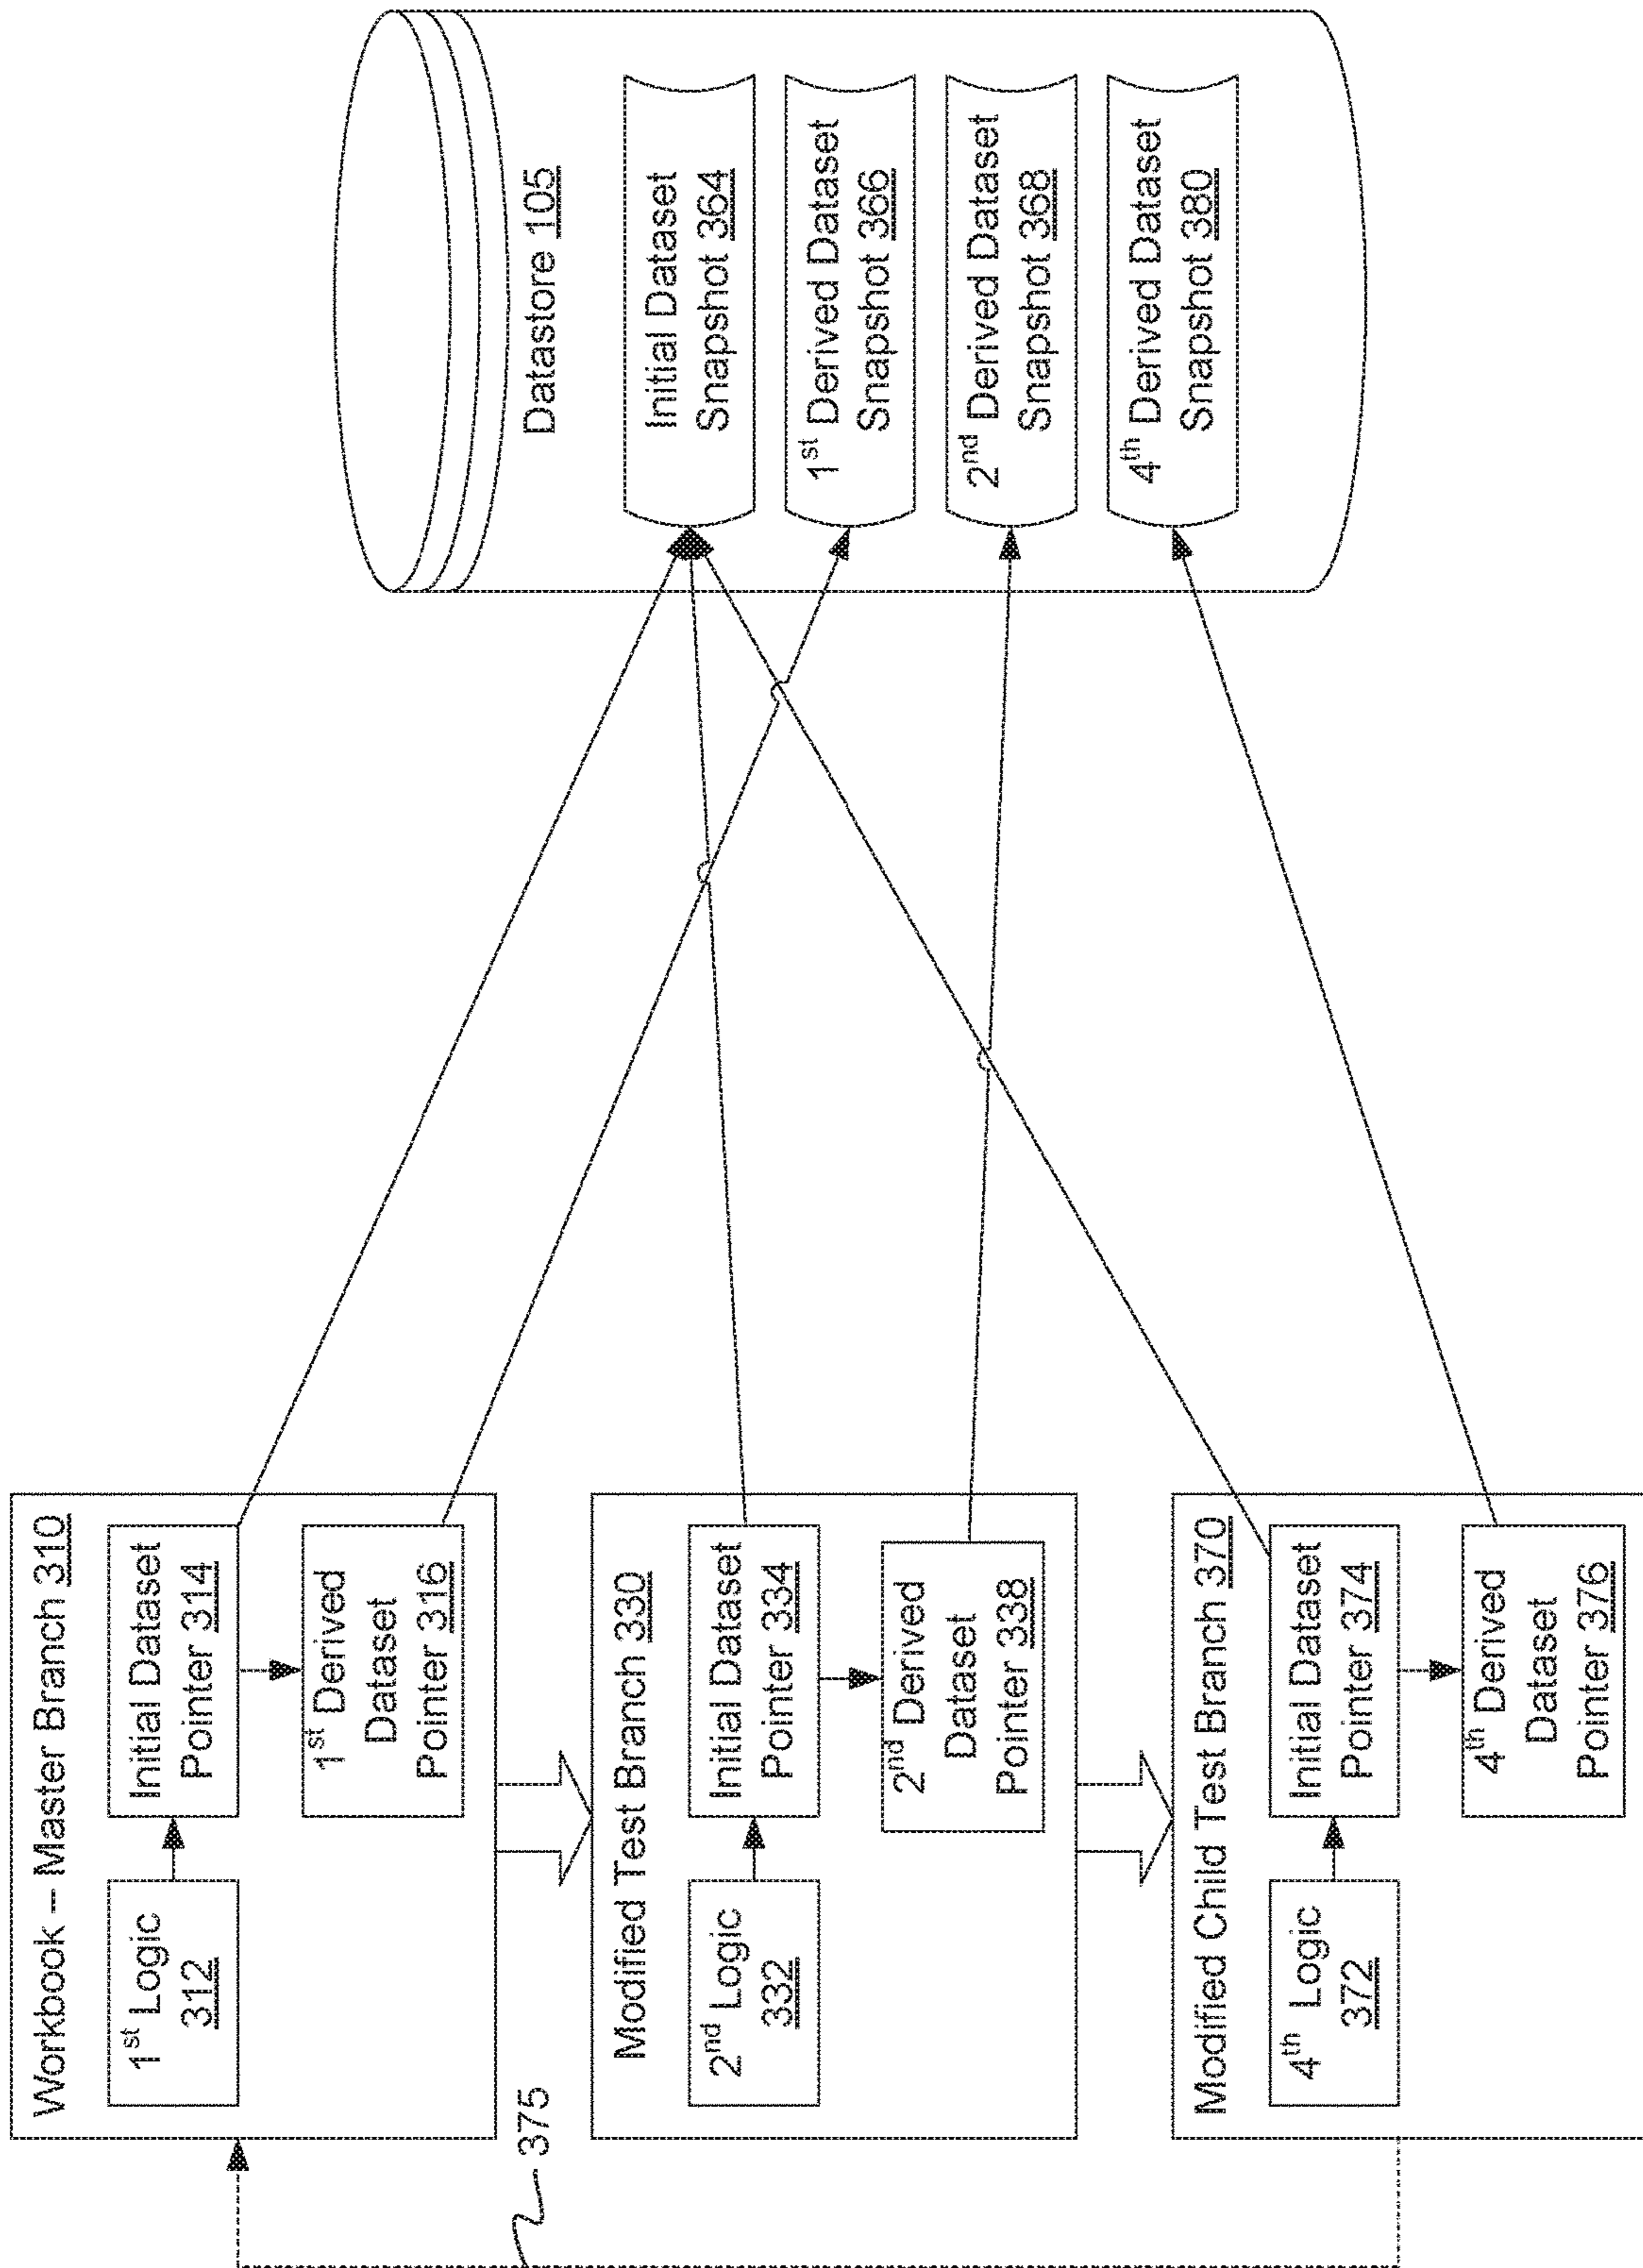 Workbook – Master Branch 310
1st Logic
312
Initial Dataset
Pointer 314
1st Derived
Dataset
Pointer 316
375
Modified Test Branch 330
2nd Logic
332
Initial Dataset
Pointer 334
2nd Derived
Dataset
Pointer 338
Modified Child Test Branch 370
4th Logic
372
Initial Dataset
Pointer 374
4th Derived
Dataset
Pointer 376
Datastore 105
Initial Dataset
Snapshot 364
1st Derived Dataset
Snapshot 366
2nd Derived Dataset
Snapshot 368
4th Derived Dataset
Snapshot 380